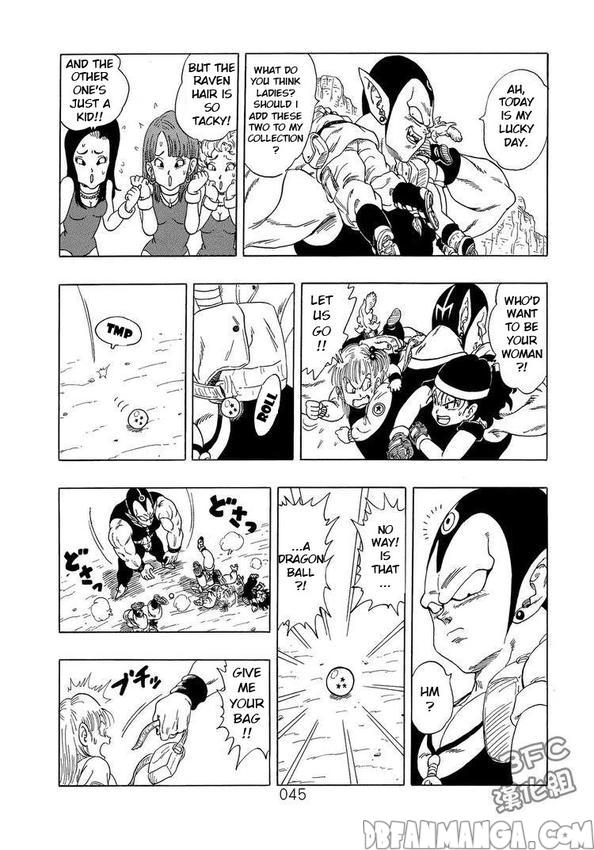 AH,
TODAY
IS MY
LUCKY
DAY.
WHAT DO
YOU THINK
LADIES?
SHOULD I
ADD THESE
TWO TO MY
COLLECTION
?
BUT THE
RAVEN
HAIR IS
SO
TACKY!
AND THE
OTHER
ONE'S
JUST A
KID!!
WHO'D
WANT TO
BE YOUR
WOMAN?!
LET
US
GO!!
ROLL
TMP
HM?
NO
WAY!
IS
THAT
...
...A
DRAGON
BALL?!
どさっ
どさっ
GIVE
ME
YOUR
BAG!!
ブチッ
045
BFC
漢化組
DBFANMANGA.COM